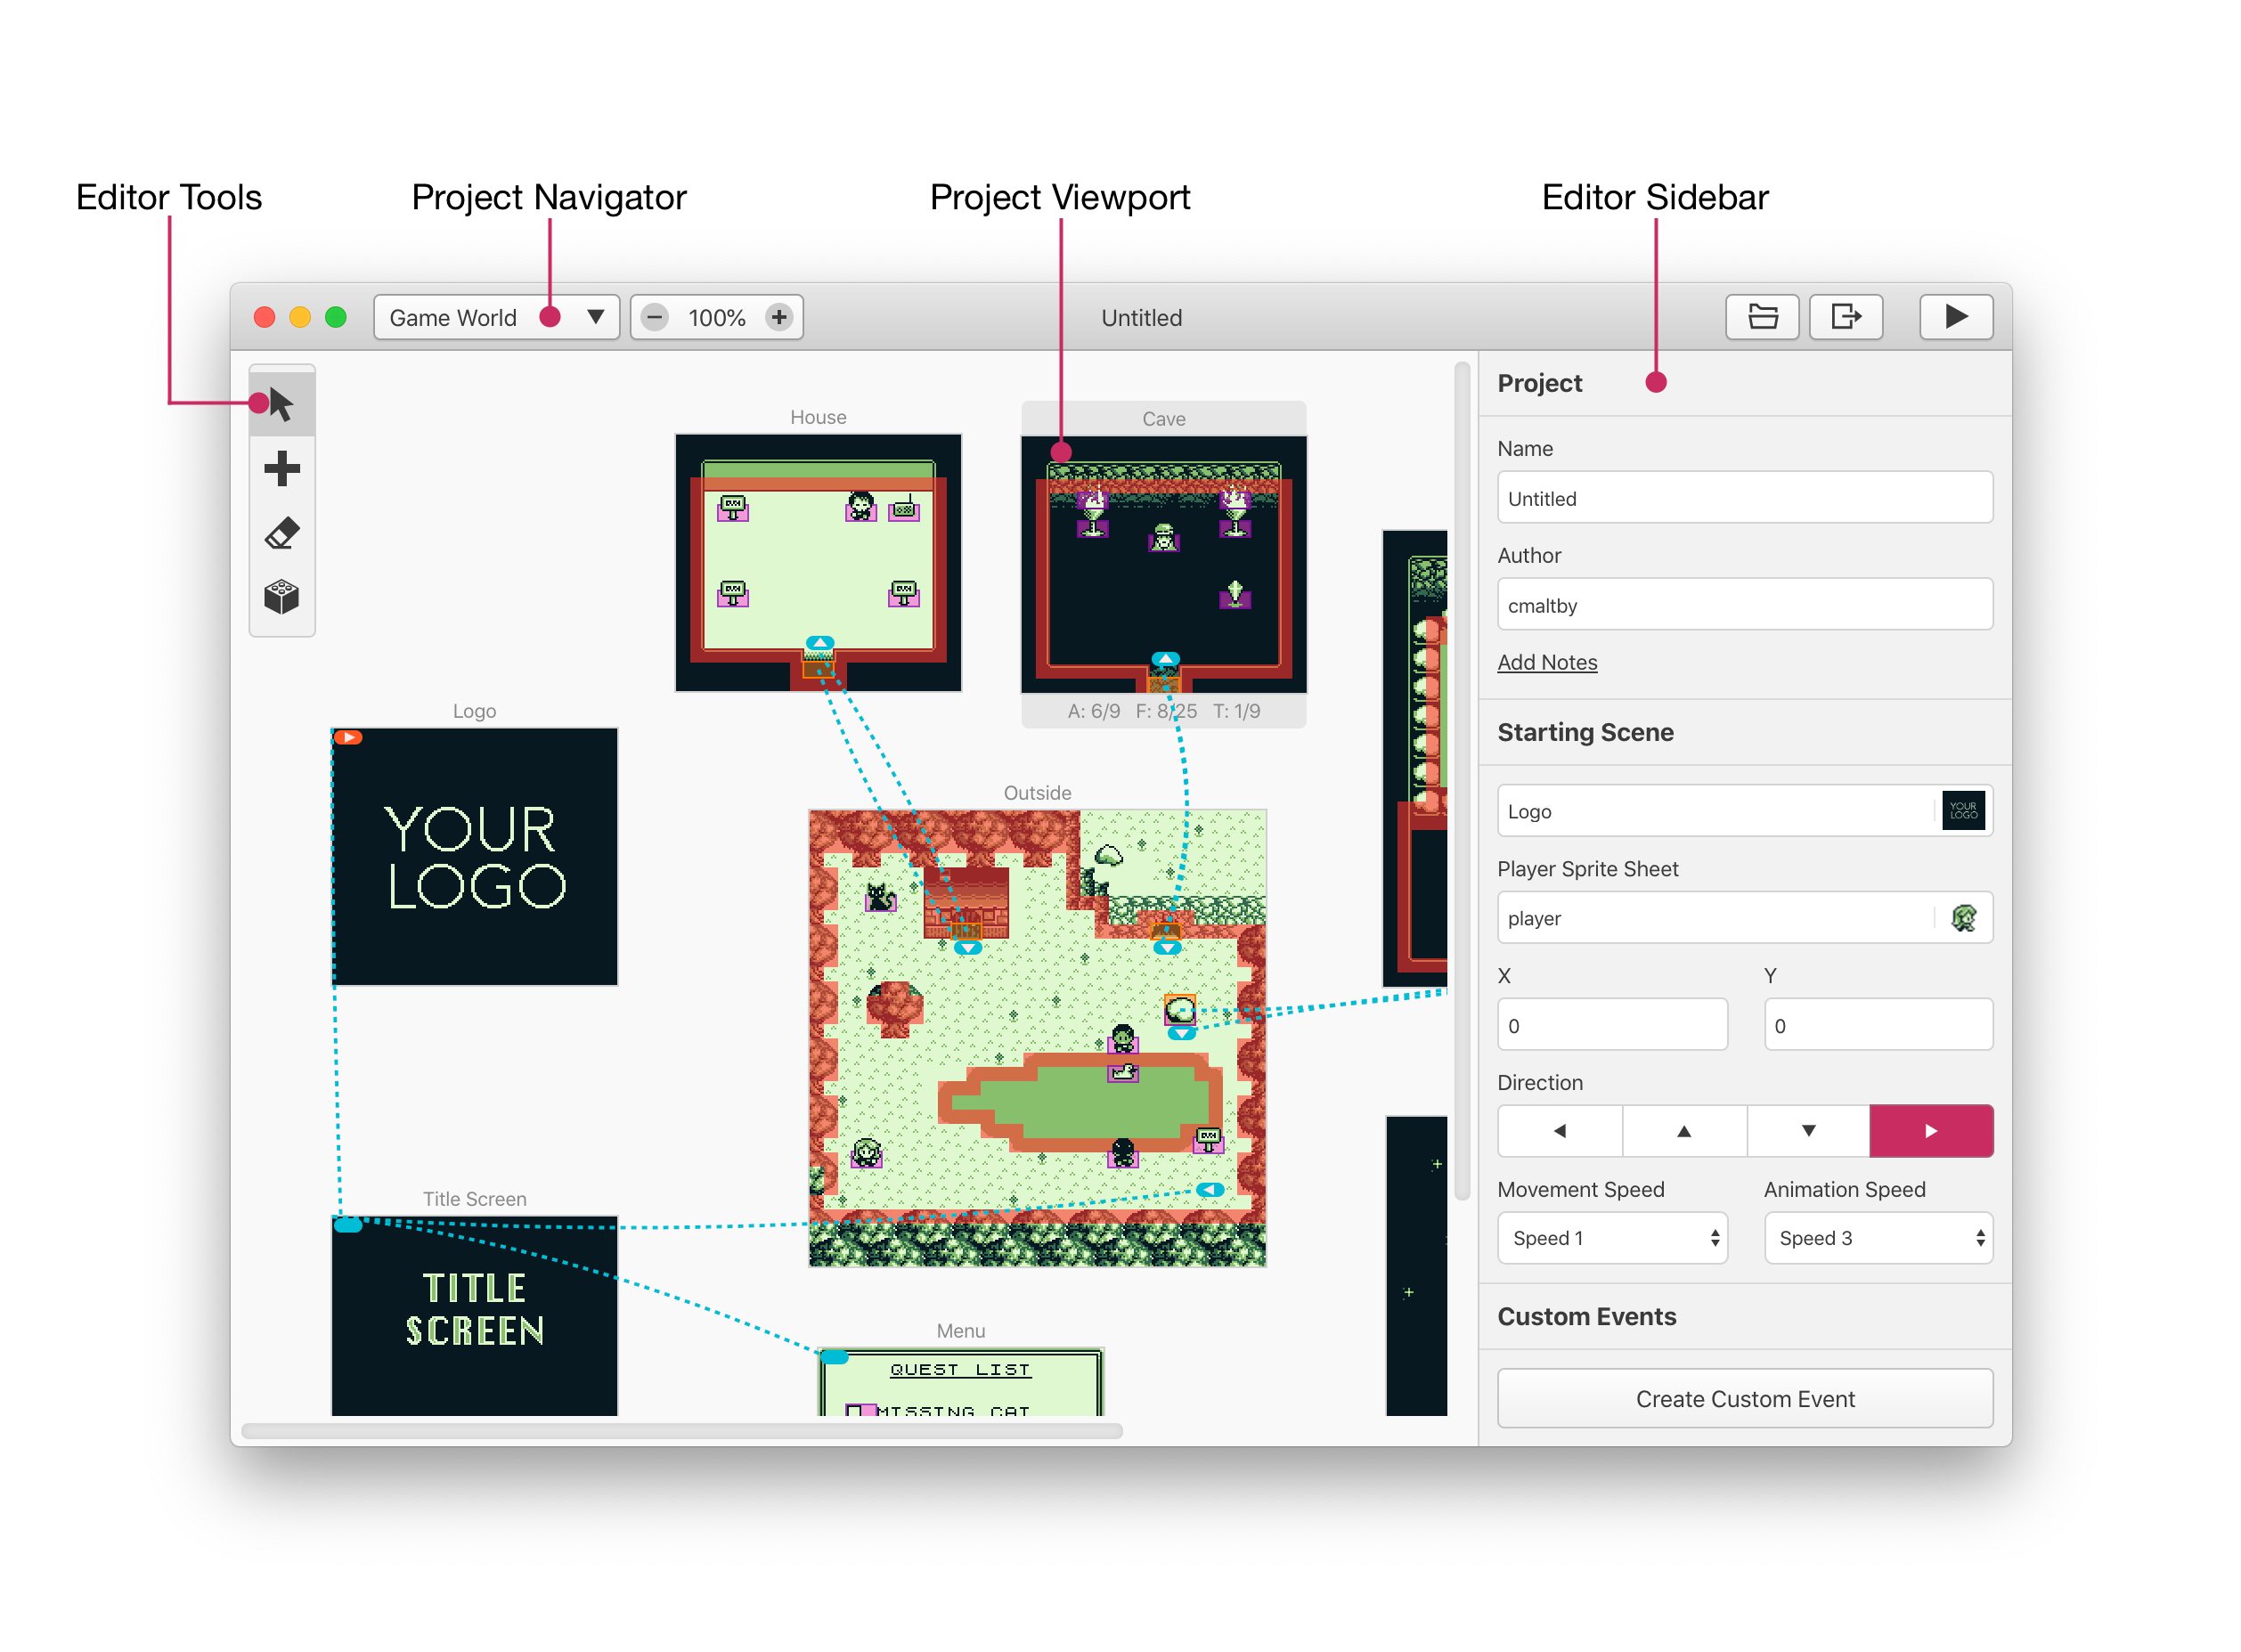 Editor Tools
Project Navigator
Project Viewport
Editor Sidebar
Game World
100%
Untitled
Project
Name
Untitled
Author
cmaltby
Add Notes
Starting Scene
Logo
YOUR
LOGO
Player Sprite Sheet
player
X
Y
0
0
Direction
Movement Speed
Animation Speed
Speed 1
Speed 3
Custom Events
Create Custom Event
House
Cave
A: 6/9 F: 8/25 T: 1/9
Logo
YOUR
LOGO
Outside
Title Screen
TITLE
SCREEN
Menu
QUEST LIST
MISSING CAT